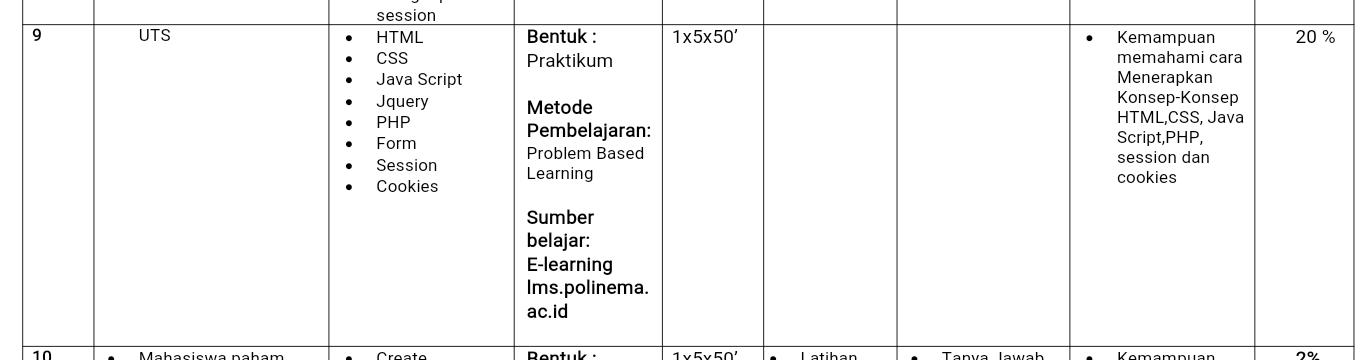 session
9
UTS
• HTML
• CSS
• Java Script
• Jquery
• PHP
• Form
• Session
• Cookies
Bentuk :
Praktikum
Metode
Pembelajaran:
Problem Based
Learning
Sumber
belajar:
E-learning
lms.polinema.
ac.id
1x5x50’
• Kemampuan
memahami cara
Menerapkan
Konsep-Konsep
HTML,CSS, Java
Script,PHP,
session dan
cookies
20 %
10
• Mahasiswa paham
• Create
Bentuk :
1x5x50’
• Latihan
• Tanya Jawab
• Kemampuan
2%